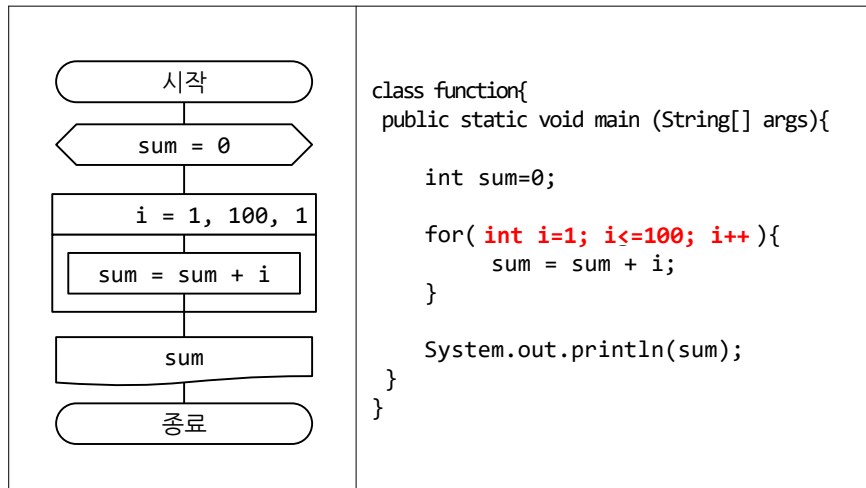 시작
sum = 0
i = 1, 100, 1
sum = sum + i
sum
종료
class function{
public static void main (String[] args){
int sum=0;
for( int i=1; i<=100; i++ ){
sum = sum + i;
}
System.out.println(sum);
}
}